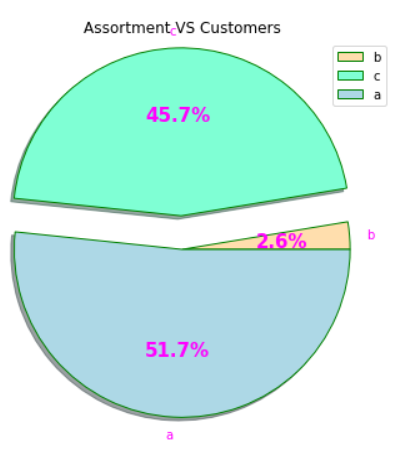 Assortment VS Customers
c
b
c
a
45.7%
2.6%
b
51.7%
a